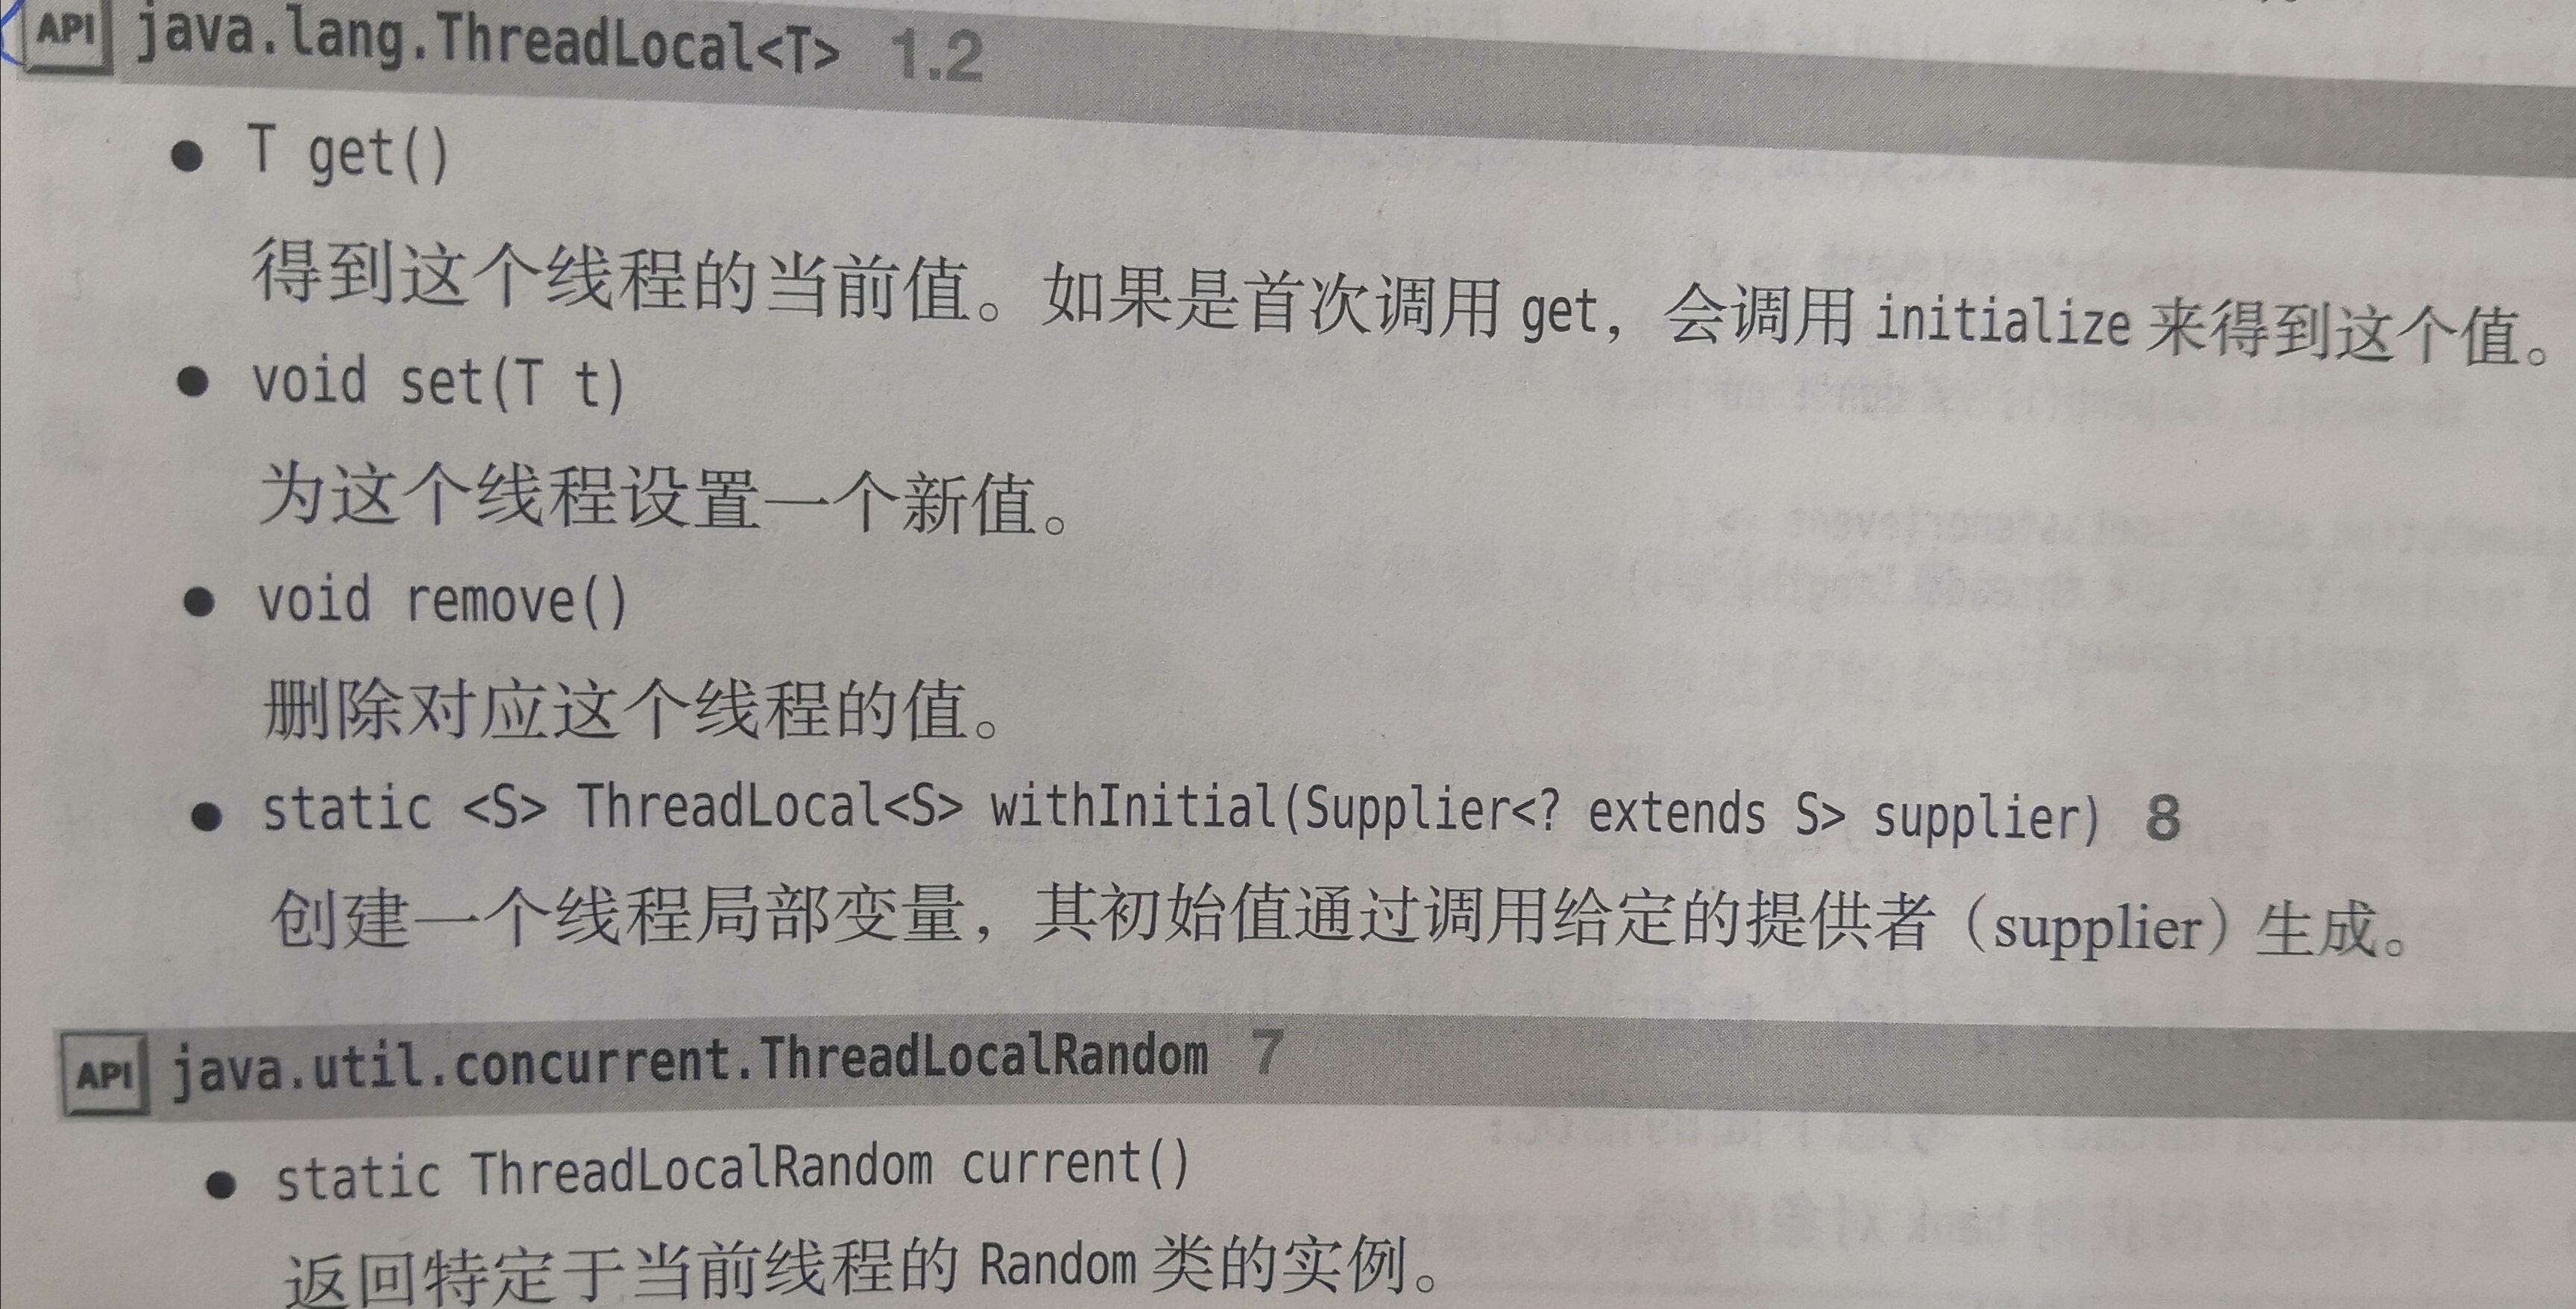 API java.lang.ThreadLocal<T> 1.2
● T get()
得到这个线程的当前值。如果是首次调用 get，会调用 initialize 来得到这个值。
● void set(T t)
为这个线程设置一个新值。
● void remove()
删除对应这个线程的值。
● static <S> ThreadLocal<S> withInitial(Supplier<? extends S> supplier) 8
创建一个线程局部变量，其初始值通过调用给定的提供者（supplier）生成。
API java.util.concurrent.ThreadLocalRandom 7
● static ThreadLocalRandom current()
返回特定于当前线程的 Random 类的实例。